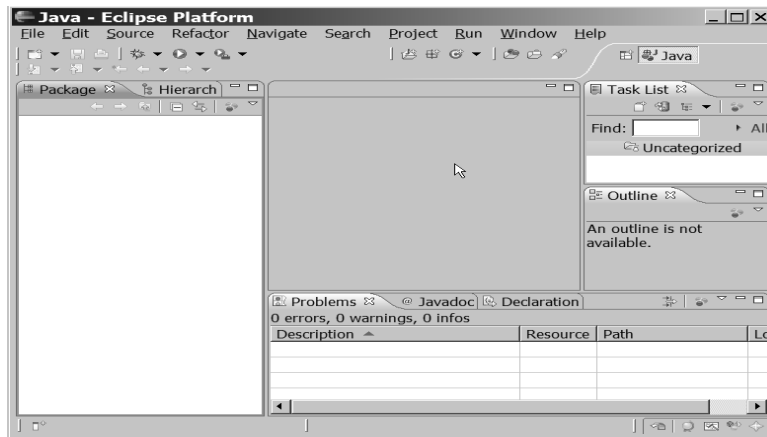 Java - Eclipse Platform
File Edit Source Refactor Navigate Search Project Run Window Help
Java
Package Hierarch
Task List
Find: All
Uncategorized
Outline
An outline is not
available.
Problems @ Javadoc Declaration
0 errors, 0 warnings, 0 infos
Description Resource Path Lo